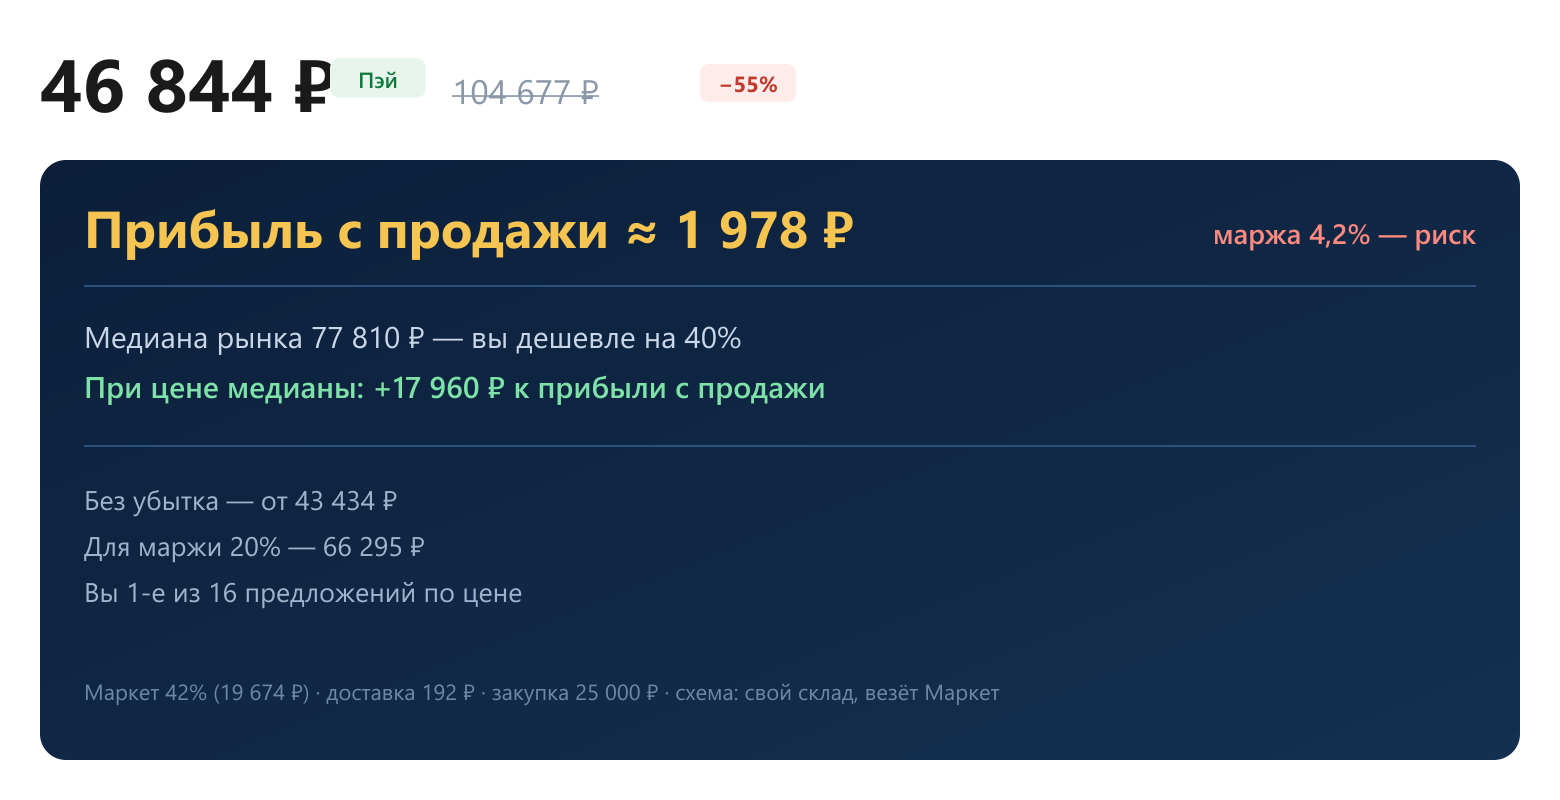 46 844 ₽ Пэй 104 677 ₽ −55%
Прибыль с продажи ≈ 1 978 ₽ маржа 4,2% — риск
Медиана рынка 77 810 ₽ — вы дешевле на 40%
При цене медианы: +17 960 ₽ к прибыли с продажи
Без убытка — от 43 434 ₽
Для маржи 20% — 66 295 ₽
Вы 1-е из 16 предложений по цене
Маркет 42% (19 674 ₽) · доставка 192 ₽ · закупка 25 000 ₽ · схема: свой склад, везёт Маркет